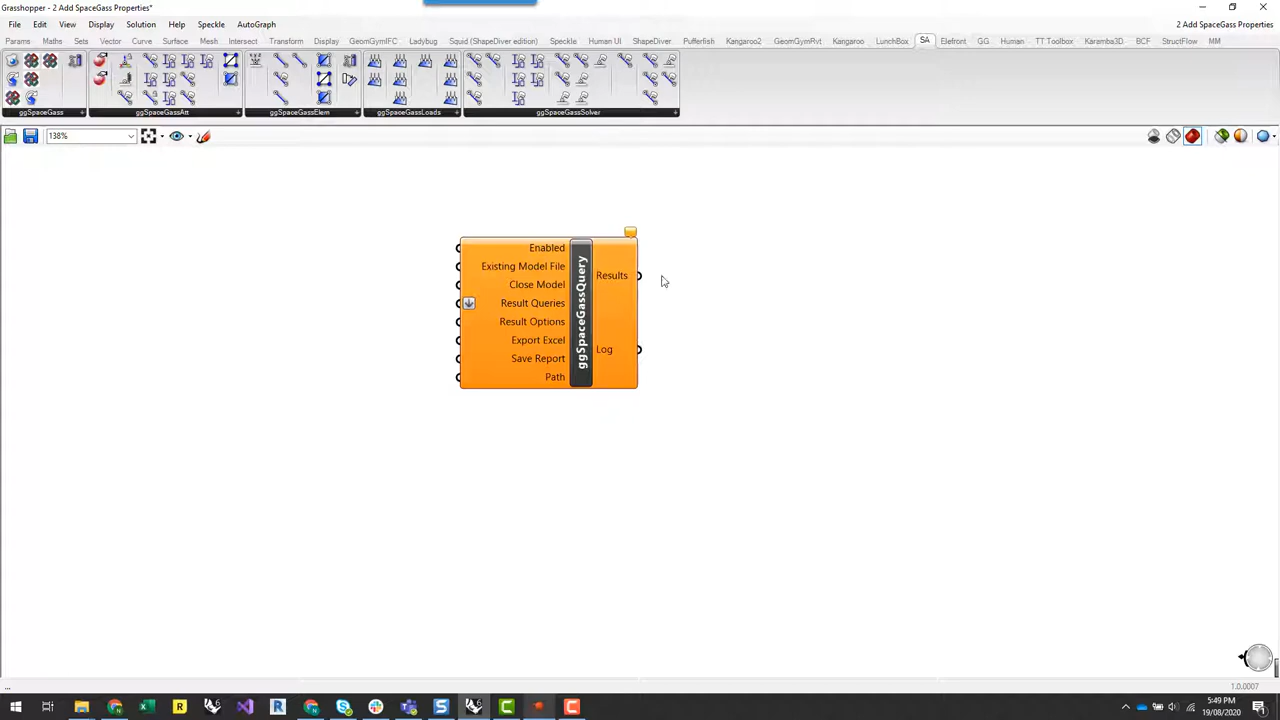 Grasshopper - 2 Add SpaceGass Properties*
File Edit View Display Solution Help Speckle AutoGraph 2 Add SpaceGass Properties
Params Maths Sets Vector Curve Surface Mesh Intersect Transform Display GeomGymIFC Ladybug Squid (ShapeDiver edition) Speckle Human UI ShapeDiver... Pufferfish Kangaroo2 GeomGymRvt Kangaroo LunchBox SA Elefront GG Human TT Toolbox Karamba3D BCF StructFlow MM
ggSpaceGass ggSpaceGassAtt ggSpaceGassElem ggSpaceGassLoads ggSpaceGassSolver
138%
Enabled
Existing Model File
Close Model
Result Queries
Result Options
Export Excel
Save Report
Path
ggSpaceGassQuery
Results
Log
...
1.0.0007
5:49 PM
19/08/2020